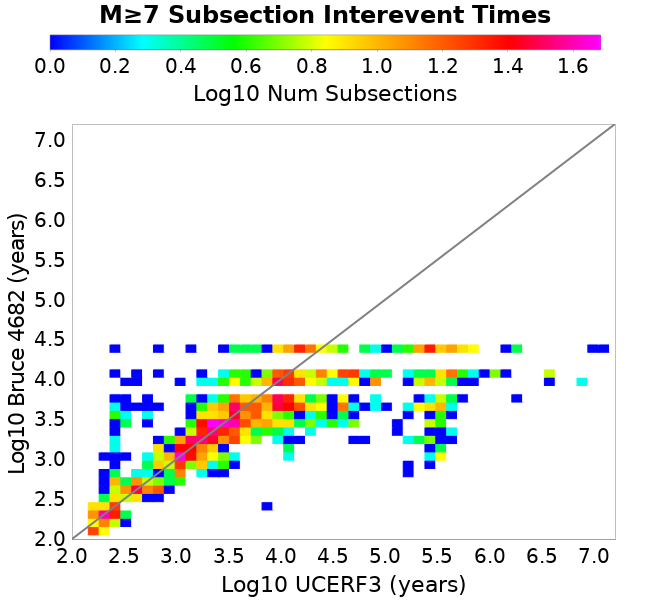 M≥7 Subsection Interevent Times
0.0 0.2 0.4 0.6 0.8 1.0 1.2 1.4 1.6
Log10 Num Subsections
Log10 Bruce 4682 (years)
7.0
6.5
6.0
5.5
5.0
4.5
4.0
3.5
3.0
2.5
2.0
2.0 2.5 3.0 3.5 4.0 4.5 5.0 5.5 6.0 6.5 7.0
Log10 UCERF3 (years)